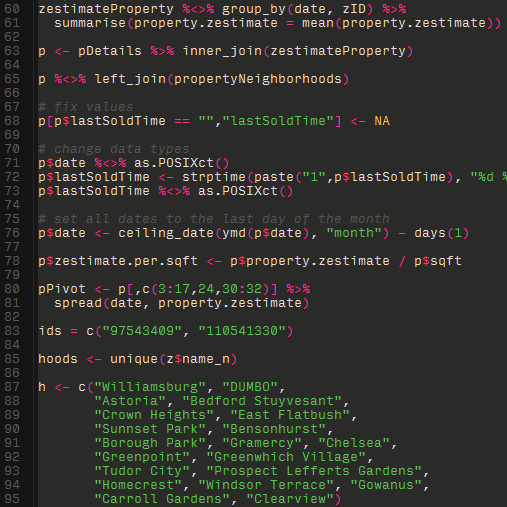 60 zestimateProperty %<>% group_by(date, zID) %>%
61   summarise(property.zestimate = mean(property.zestimate))
62
63 p <- pDetails %>% inner_join(zestimateProperty)
64
65 p %<>% left_join(propertyNeighborhoods)
66
67 # fix values
68 p[p$lastSoldTime == "","lastSoldTime"] <- NA
69
70 # change data types
71 p$date %<>% as.POSIXct()
72 p$lastSoldTime <- strptime(paste("1",p$lastSoldTime), "%d %
73 p$lastSoldTime %<>% as.POSIXct()
74
75 # set all dates to the last day of the month
76 p$date <- ceiling_date(ymd(p$date), "month") - days(1)
77
78 p$zestimate.per.sqft <- p$property.zestimate / p$sqft
79
80 pPivot <- p[,c(3:17,24,30:32)] %>%
81   spread(date, property.zestimate)
82
83 ids = c("97543409", "110541330")
84
85 hoods <- unique(z$name_n)
86
87 h <- c("Williamsburg", "DUMBO",
88        "Astoria", "Bedford Stuyvesant",
89        "Crown Heights", "East Flatbush",
90        "Sunnset Park", "Bensonhurst",
91        "Borough Park", "Gramercy", "Chelsea",
92        "Greenpoint", "Greenwhich Village",
93        "Tudor City", "Prospect Lefferts Gardens",
94        "Homecrest", "Windsor Terrace", "Gowanus",
95        "Carroll Gardens", "Clearview")